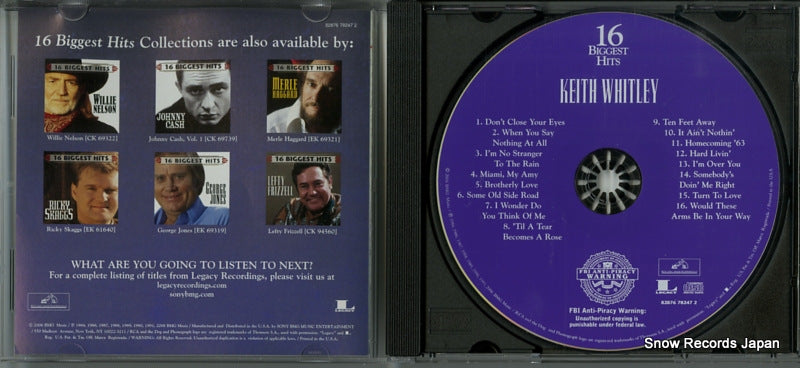 82876 78247 2
16 Biggest Hits Collections are also available by:
16 BIGGEST HITS
WILLIE
NELSON
16 BIGGEST HITS
JOHNNY
CASH
16 BIGGEST HITS
MERLE
HAGGARD
Willie Nelson [CK 69322]
Johnny Cash, Vol. 1 [CK 69739]
Merle Haggard [EK 69321]
16 BIGGEST HITS
RICKY
SKAGGS
16 BIGGEST HITS
GEORGE
JONES
16 BIGGEST HITS
LEFTY
FRIZZELL
Ricky Skaggs [EK 61640]
George Jones [EK 69319]
Lefty Frizzell [CK 94560]
WHAT ARE YOU GOING TO LISTEN TO NEXT?
For a complete listing of titles from Legacy Recordings, please visit us at
legacyrecordings.com
sonybmg.com
LEGACY
16
BIGGEST
HITS
KEITH WHITLEY
1. Don't Close Your Eyes
2. When You Say
Nothing At All
3. I'm No Stranger
To The Rain
4. Miami, My Amy
5. Brotherly Love
6. Some Old Side Road
7. I Wonder Do
You Think Of Me
8. 'Til A Tear
Becomes A Rose
9. Ten Feet Away
10. It Ain't Nothin'
11. Homecoming '63
12. Hard Livin'
13. I'm Over You
14. Somebody's
Doin' Me Right
15. Turn To Love
16. Would These
Arms Be In Your Way
FBI ANTI-PIRACY
WARNING
FBI Anti-Piracy Warning:
Unauthorized copying is
punishable under federal law.
LEGACY
82876 78247 2
Snow Records Japan